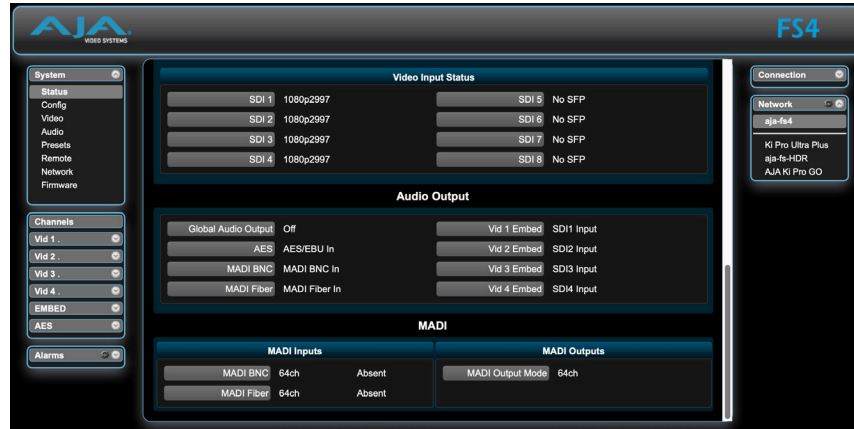 AJA
VIDEO SYSTEMS
FS4
System
Status
Config
Video
Audio
Presets
Remote
Network
Firmware
Channels
Vid 1 .
Vid 2 .
Vid 3 .
Vid 4 .
EMBED
AES
Alarms
Video Input Status
SDI 1 1080p2997 SDI 5 No SFP
SDI 2 1080p2997 SDI 6 No SFP
SDI 3 1080p2997 SDI 7 No SFP
SDI 4 1080p2997 SDI 8 No SFP
Audio Output
Global Audio Output Off Vid 1 Embed SDI1 Input
AES AES/EBU In Vid 2 Embed SDI2 Input
MADI BNC MADI BNC In Vid 3 Embed SDI3 Input
MADI Fiber MADI Fiber In Vid 4 Embed SDI4 Input
MADI
MADI Inputs MADI Outputs
MADI BNC 64ch Absent MADI Output Mode 64ch
MADI Fiber 64ch Absent
Connection
Network
aja-fs4
Ki Pro Ultra Plus
aja-fs-HDR
AJA Ki Pro GO